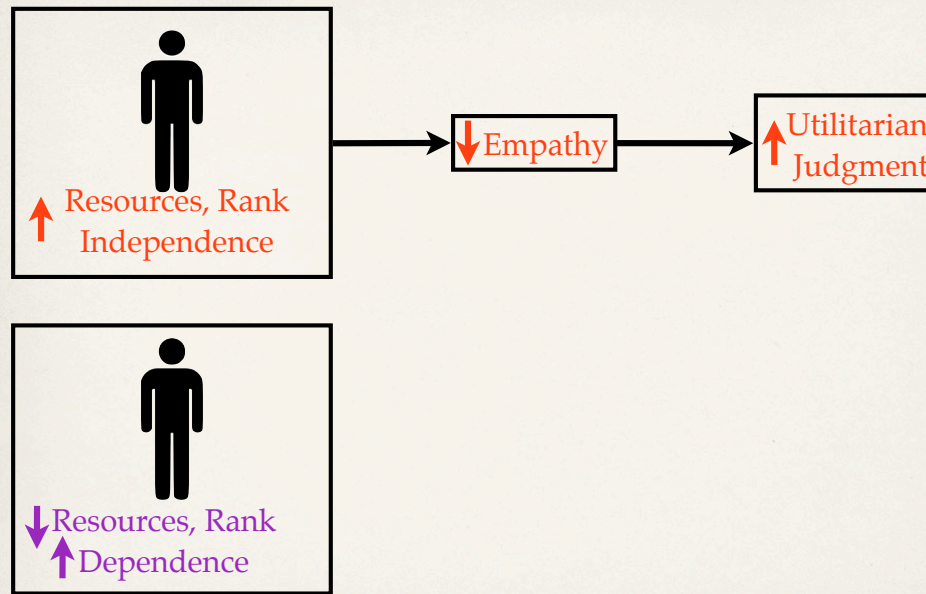 Resources, Rank
Independence
Empathy
Utilitarian
Judgment
Resources, Rank
Dependence